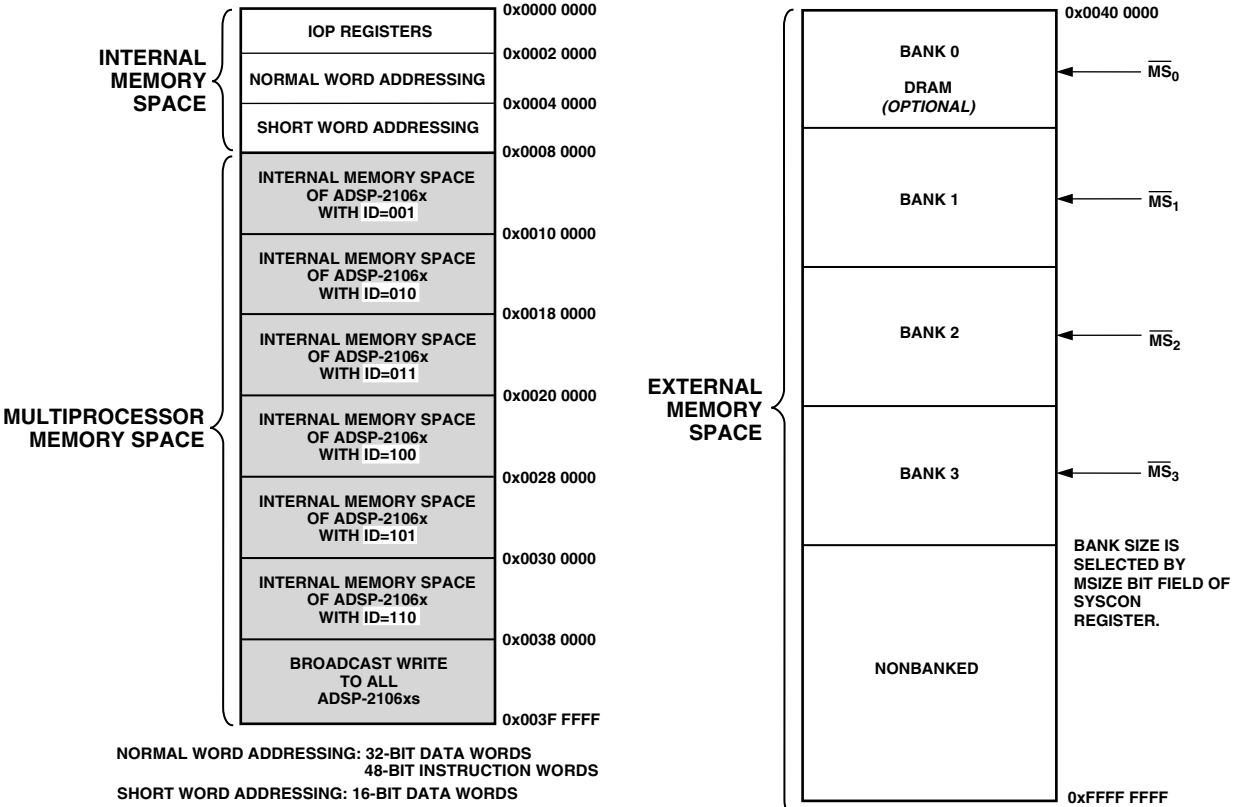 0x0000 0000
IOP REGISTERS
0x0002 0000
INTERNAL
MEMORY
SPACE
NORMAL WORD ADDRESSING
0x0004 0000
SHORT WORD ADDRESSING
0x0008 0000
INTERNAL MEMORY SPACE
OF ADSP-2106x
WITH ID=001
0x0010 0000
INTERNAL MEMORY SPACE
OF ADSP-2106x
WITH ID=010
0x0018 0000
INTERNAL MEMORY SPACE
OF ADSP-2106x
WITH ID=011
0x0020 0000
MULTIPROCESSOR
MEMORY SPACE
INTERNAL MEMORY SPACE
OF ADSP-2106x
WITH ID=100
0x0028 0000
INTERNAL MEMORY SPACE
OF ADSP-2106x
WITH ID=101
0x0030 0000
INTERNAL MEMORY SPACE
OF ADSP-2106x
WITH ID=110
0x0038 0000
BROADCAST WRITE
TO ALL
ADSP-2106xs
0x003F FFFF
NORMAL WORD ADDRESSING: 32-BIT DATA WORDS
48-BIT INSTRUCTION WORDS
SHORT WORD ADDRESSING: 16-BIT DATA WORDS
0x0040 0000
BANK 0
DRAM
(OPTIONAL)
M̅S̅0
BANK 1
M̅S̅1
BANK 2
M̅S̅2
EXTERNAL
MEMORY
SPACE
BANK 3
M̅S̅3
BANK SIZE IS
SELECTED BY
MSIZE BIT FIELD OF
SYSCON
REGISTER.
NONBANKED
0xFFFF FFFF